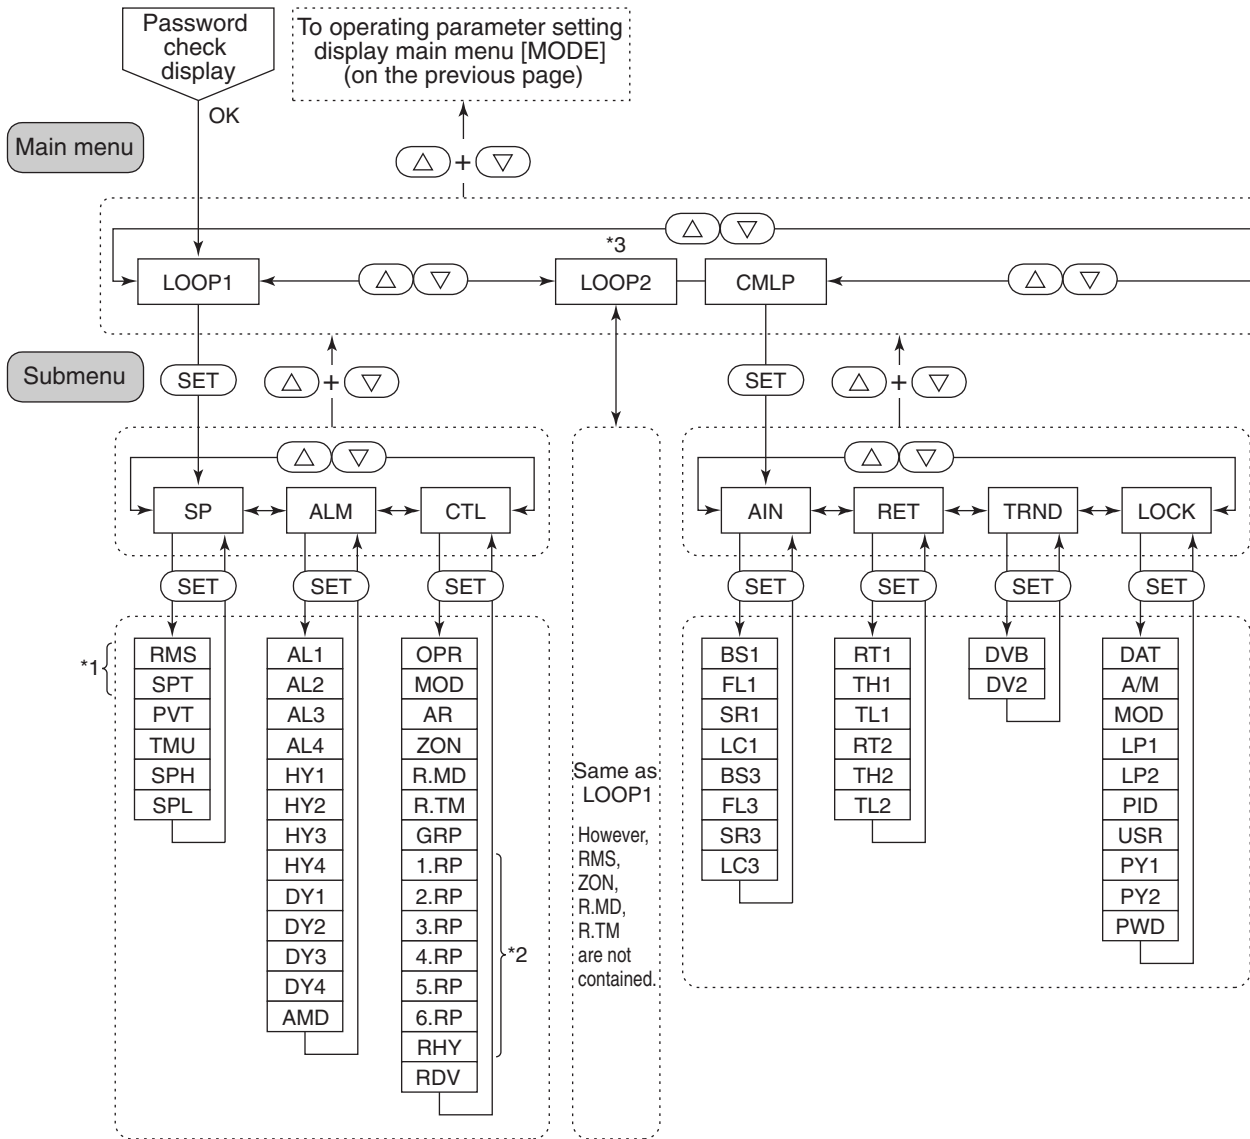 Password
check
display
To operating parameter setting
display main menu [MODE]
(on the previous page)
OK
Main menu
△ + ▽
△ ▽
*3
LOOP1
△ ▽
LOOP2
CMLP
△ ▽
Submenu
SET
△ + ▽
SET
△ + ▽
△ ▽
SP
ALM
CTL
△ ▽
AIN
RET
TRND
LOCK
SET
SET
SET
SET
SET
SET
SET
*1
RMS
SPT
PVT
TMU
SPH
SPL
AL1
AL2
AL3
AL4
HY1
HY2
HY3
HY4
DY1
DY2
DY3
DY4
AMD
OPR
MOD
AR
ZON
R.MD
R.TM
GRP
1.RP
2.RP
3.RP
4.RP
5.RP
6.RP
RHY
RDV
*2
Same as
LOOP1
However,
RMS,
ZON,
R.MD,
R.TM
are not
contained.
BS1
FL1
SR1
LC1
BS3
FL3
SR3
LC3
RT1
TH1
TL1
RT2
TH2
TL2
DVB
DV2
DAT
A/M
MOD
LP1
LP2
PID
USR
PY1
PY2
PWD